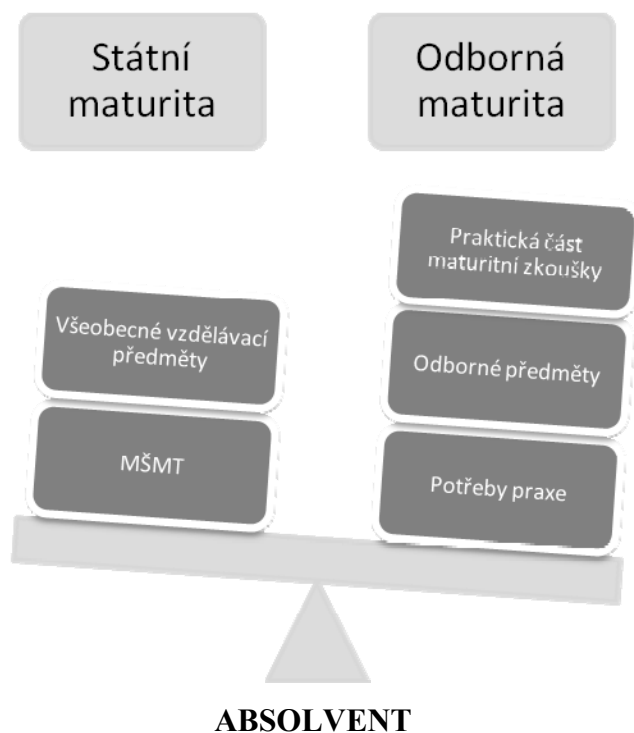 Státní
maturita
Odborná
maturita
Praktická část
maturitní zkoušky
Všeobecné vzdělávací
předměty
Odborné předměty
MŠMT
Potřeby praxe
ABSOLVENT